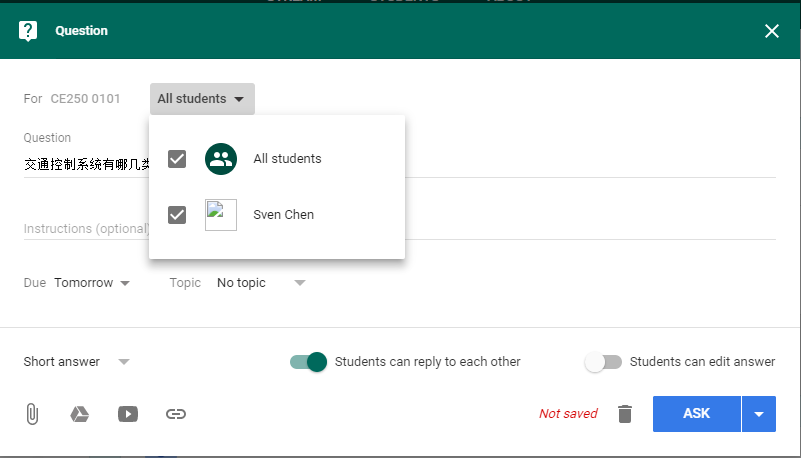 Question
For CE250 0101 All students
All students
Sven Chen
Question
交通控制系统有哪几类
Instructions (optional)
Due Tomorrow Topic No topic
Short answer Students can reply to each other Students can edit answer
Not saved ASK